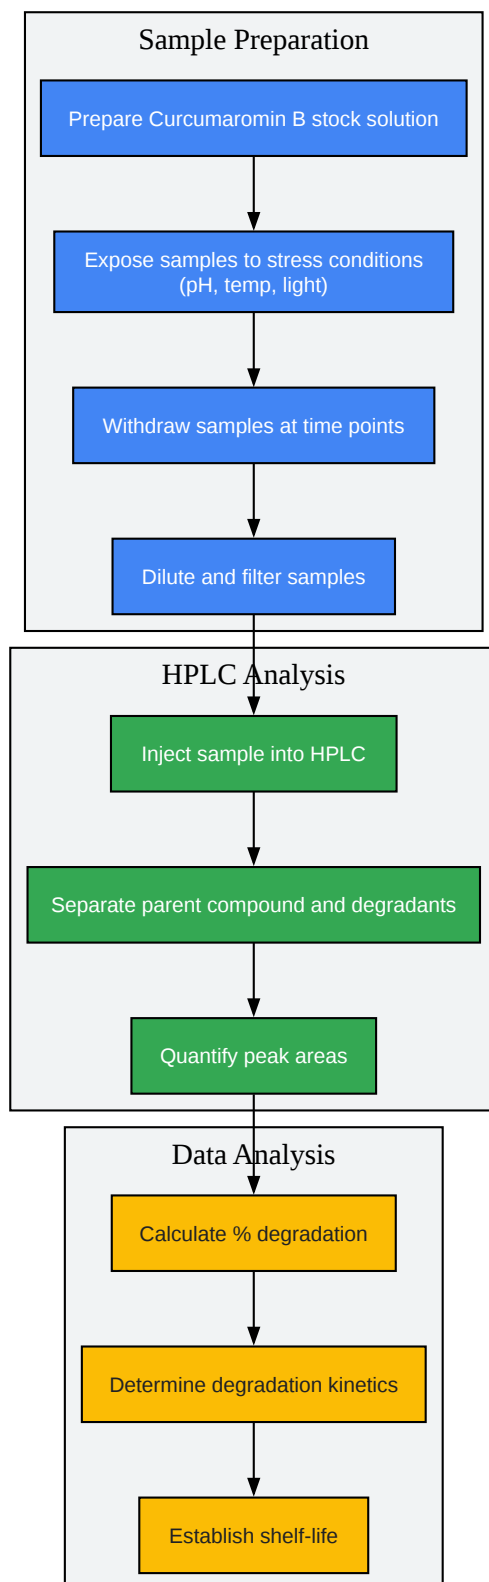 Sample Preparation
Prepare Curcumaromin B stock solution
Expose samples to stress conditions
(pH, temp, light)
Withdraw samples at time points
Dilute and filter samples
HPLC Analysis
Inject sample into HPLC
Separate parent compound and degradants
Quantify peak areas
Data Analysis
Calculate % degradation
Determine degradation kinetics
Establish shelf-life